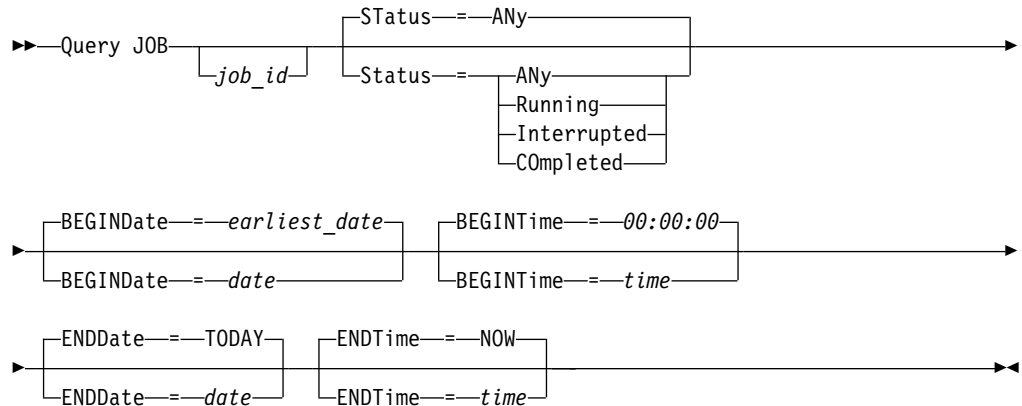 STatus = ANy
Query JOB
job_id
Status = ANy
Running
Interrupted
COmpleted
BEGINDate = earliest_date BEGINTime = 00:00:00
BEGINDate = date BEGINTime = time
ENDDate = TODAY ENDTime = NOW
ENDDate = date ENDTime = time